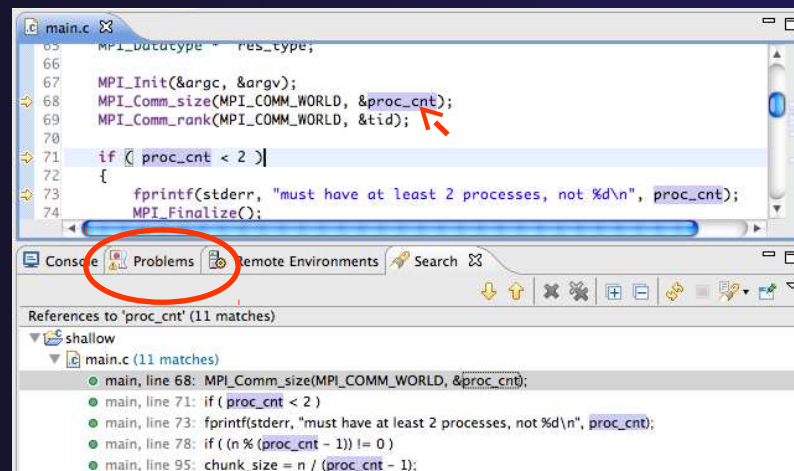 main.c
65 MPI_Datatype * res_type;
66
67 MPI_Init(&argc, &argv);
68 MPI_Comm_size(MPI_COMM_WORLD, &proc_cnt);
69 MPI_Comm_rank(MPI_COMM_WORLD, &tid);
70
71 if ( proc_cnt < 2 )
72 {
73 fprintf(stderr, "must have at least 2 processes, not %d\n", proc_cnt);
74 MPI_Finalize();
Console Problems Remote Environments Search
References to 'proc_cnt' (11 matches)
shallow
main.c (11 matches)
main, line 68: MPI_Comm_size(MPI_COMM_WORLD, &proc_cnt);
main, line 71: if ( proc_cnt < 2 )
main, line 73: fprintf(stderr, "must have at least 2 processes, not %d\n", proc_cnt);
main, line 78: if ( (n % (proc_cnt - 1)) != 0 )
main, line 95: chunk_size = n / (proc_cnt - 1);